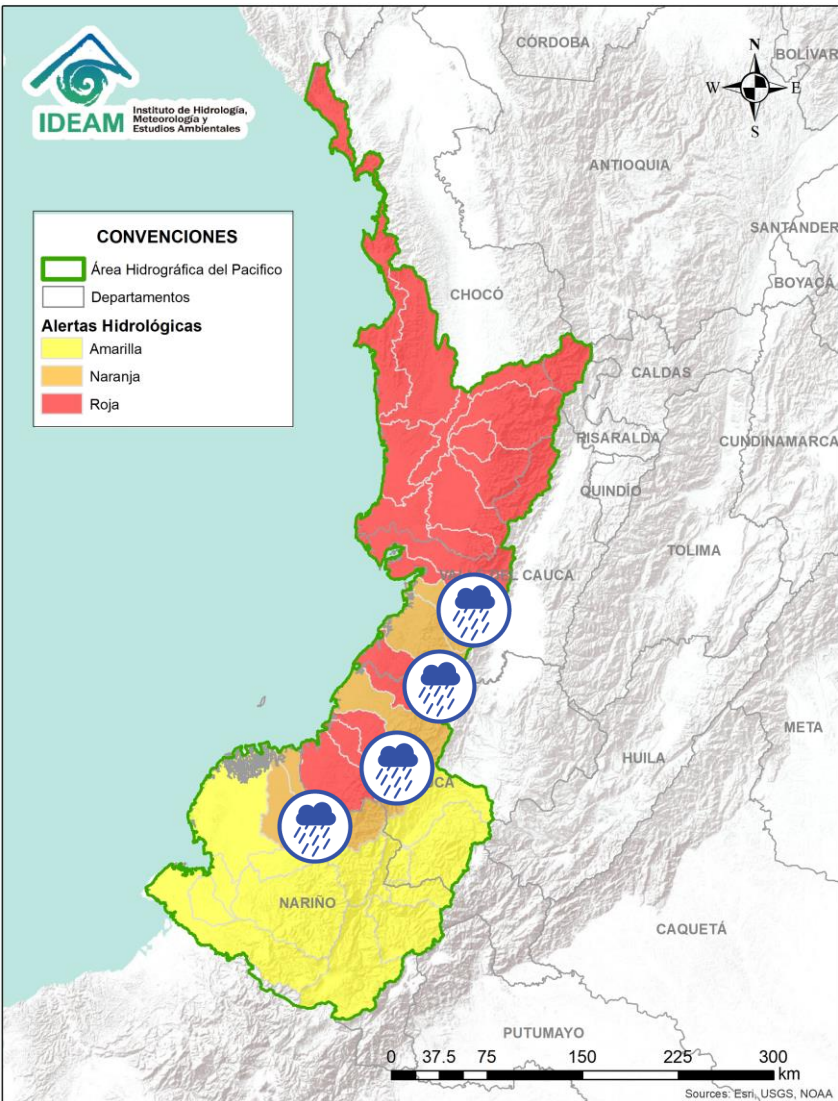 IDEAM
Instituto de Hidrología,
Meteorología y
Estudios Ambientales
CÓRDOBA
BOLÍVAR
N
W
E
S
ANTIOQUIA
SANTANDER
BOYACÁ
CHOCÓ
CONVENCIONES
Área Hidrográfica del Pacifico
Departamentos
Alertas Hidrológicas
Amarilla
Naranja
Roja
CALDAS
RISARALDA
CUNDINAMARCA
QUINDÍO
TOLIMA
DEL CAUCA
META
HUILA
UCA
NARIÑO
CAQUETÁ
PUTUMAYO
0 37.5 75 150 225 300
km
Sources: Esri, USGS, NOAA